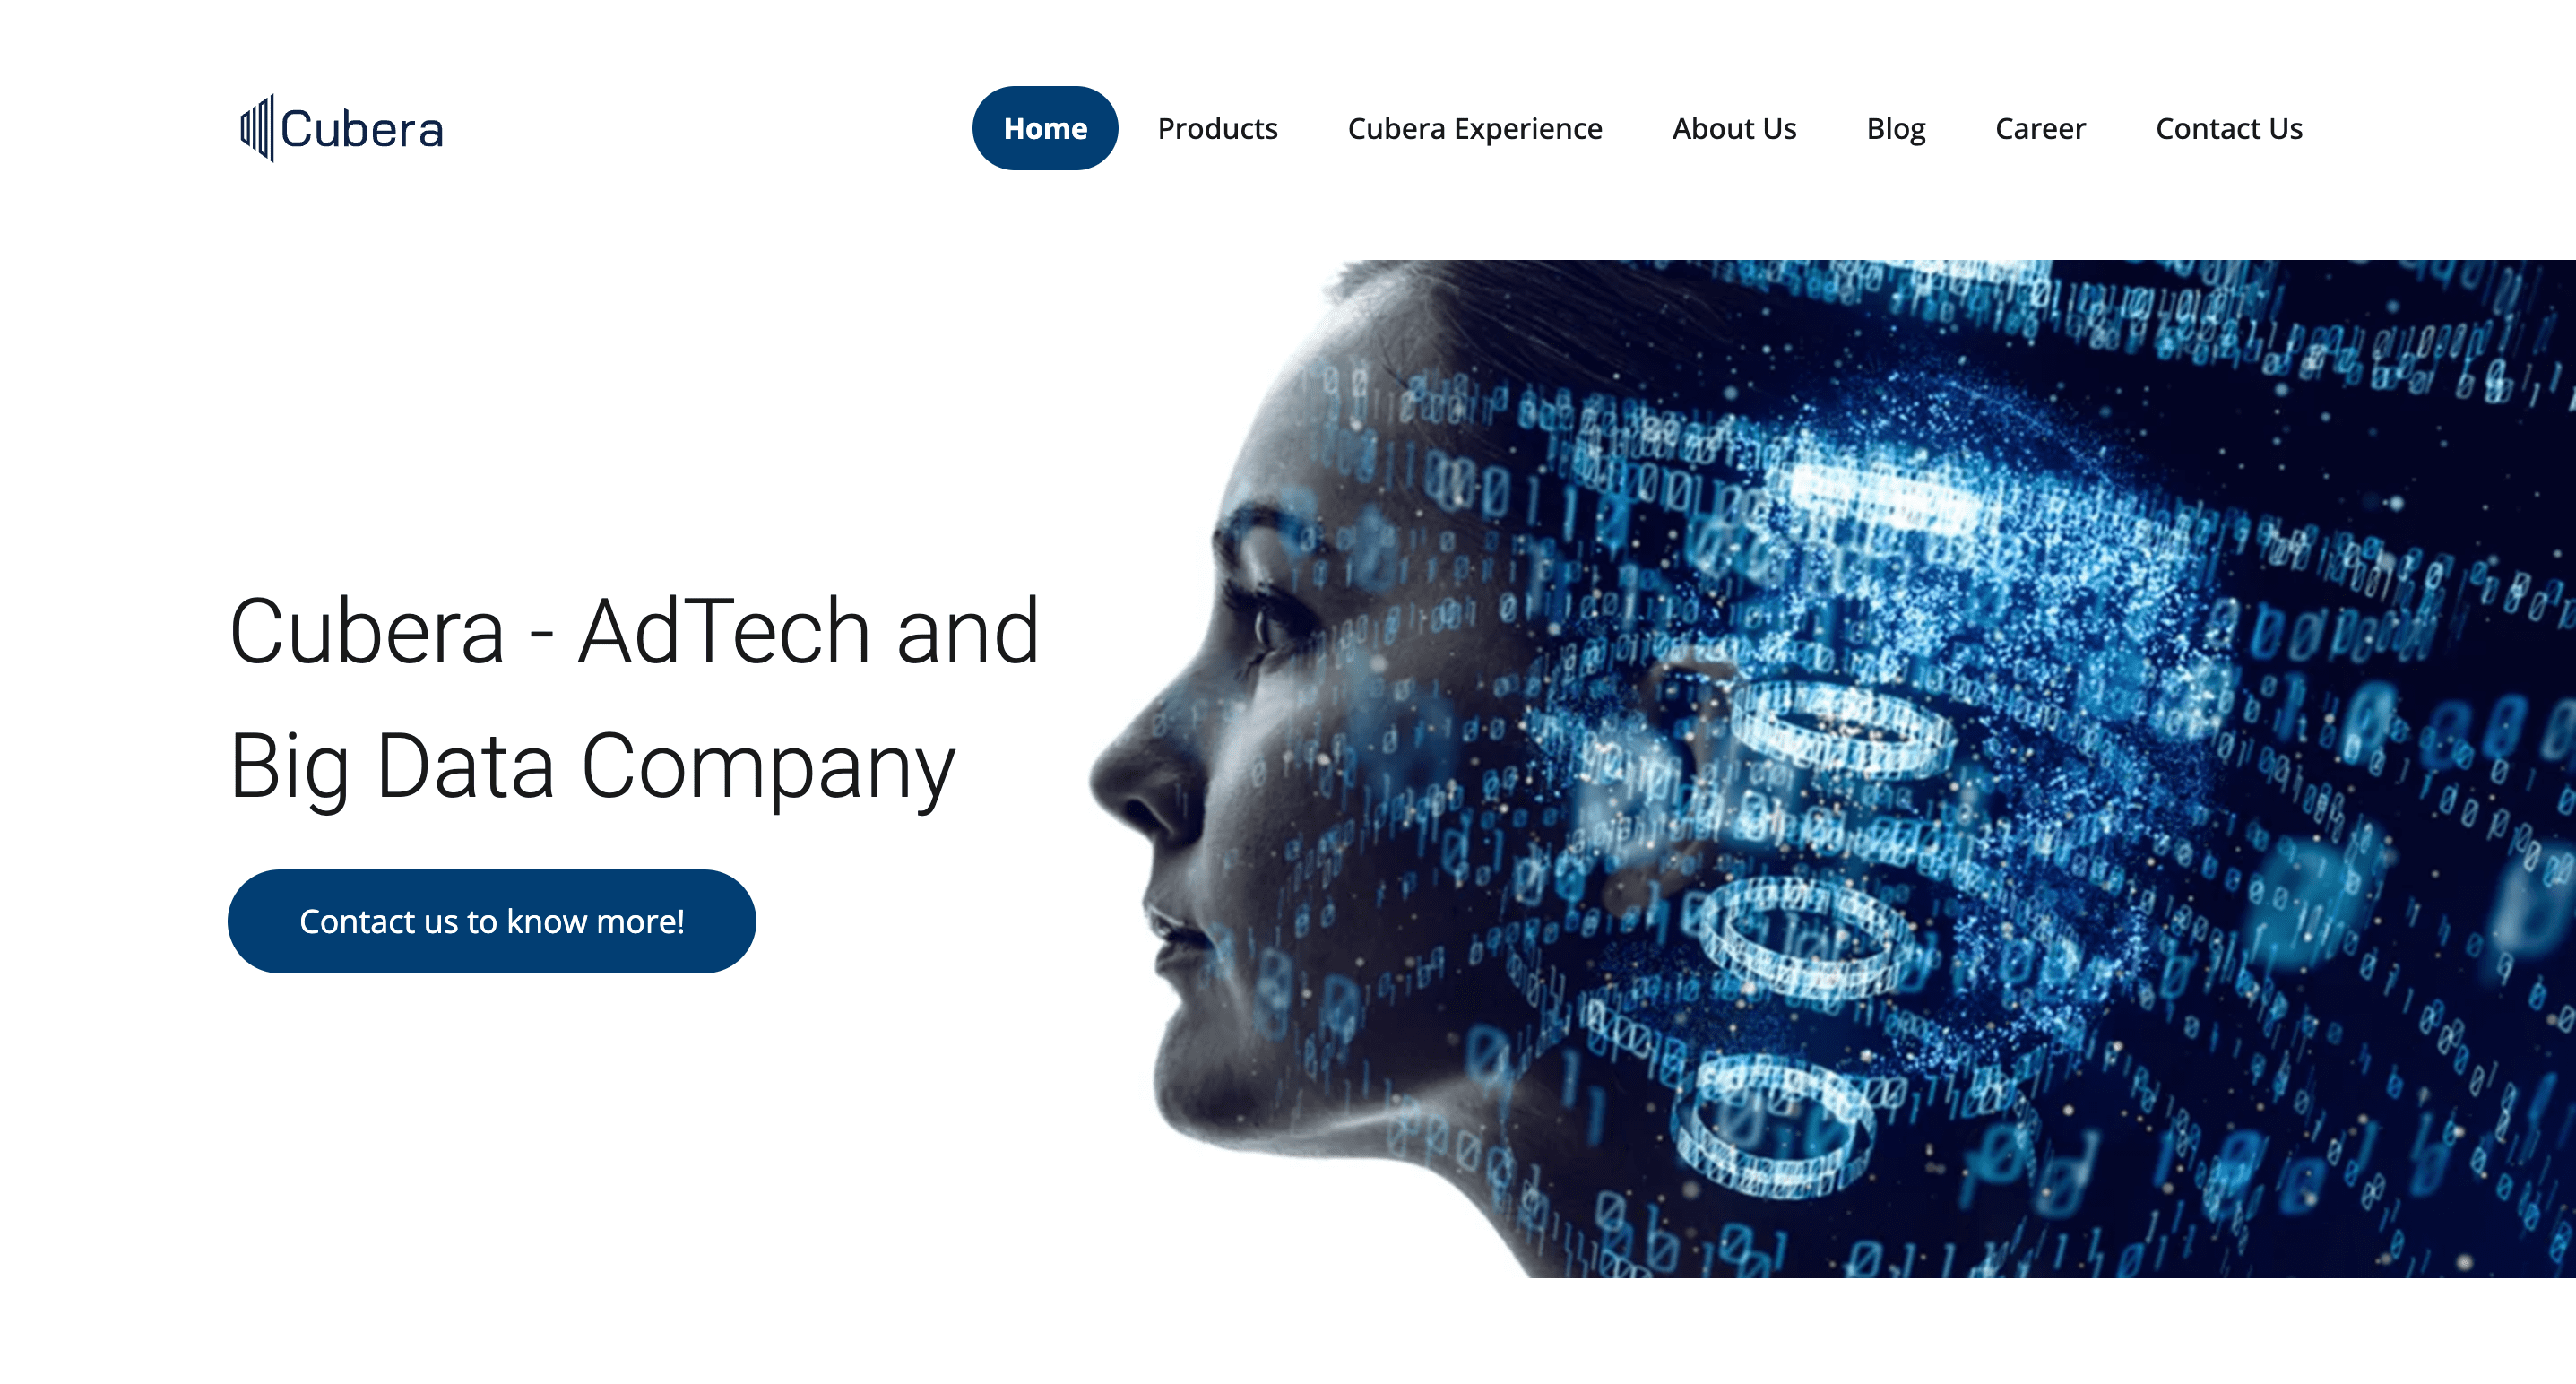 Cubera
Home
Products
Cubera Experience
About Us
Blog
Career
Contact Us
Cubera - AdTech and
Big Data Company
Contact us to know more!